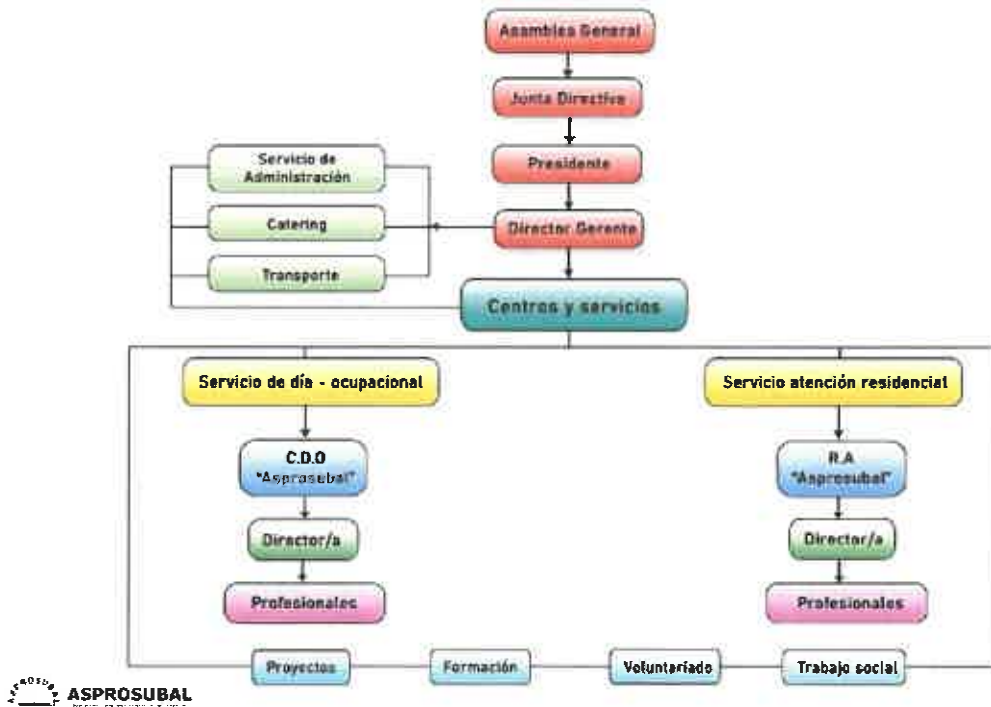 Asamblea General
Junta Directiva
Presidente
Director Gerente
Servicio de
Administración
Catering
Transporte
Centros y servicios
Servicio de día - ocupacional
Servicio atención residencial
C.D.O
"Asprosubal"
R.A
"Asprosubal"
Director/a
Director/a
Profesionales
Profesionales
Proyectos
Formación
Voluntariado
Trabajo social
ASPROSUBAL